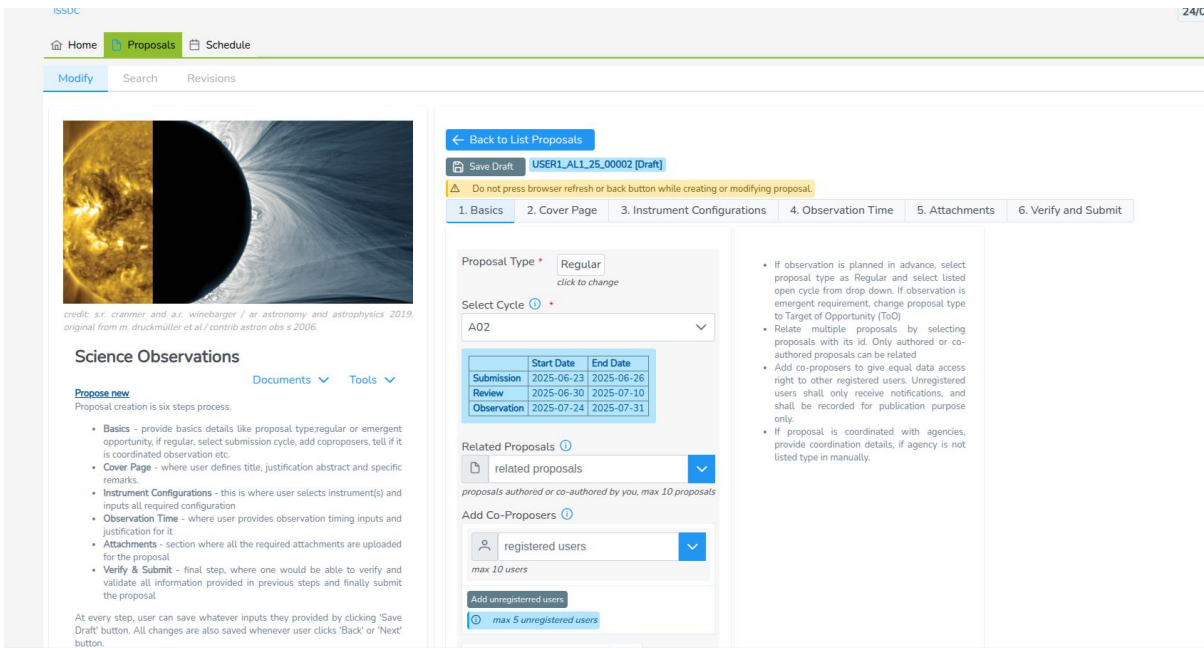 ISSDC
24/0
Home Proposals Schedule
Modify Search Revisions
credit: s.r. cranmer and a.r. winebarger / ar astronomy and astrophysics 2019.
original from m. druckmüller et al / contrib astron obs s 2006.
Science Observations
Documents Tools
Propose new
Proposal creation is six steps process.
• Basics - provide basics details like proposal type;regular or emergent
opportunity, if regular, select submission cycle, add coproposers, tell if it
is coordinated observation etc.
• Cover Page - where user defines title, justification abstract and specific
remarks.
• Instrument Configurations - this is where user selects instrument(s) and
inputs all required configuration
• Observation Time - where user provides observation timing inputs and
justification for it
• Attachments - section where all the required attachments are uploaded
for the proposal
• Verify & Submit - final step, where one would be able to verify and
validate all information provided in previous steps and finally submit
the proposal
At every step, user can save whatever inputs they provided by clicking 'Save
Draft' button. All changes are also saved whenever user clicks 'Back' or 'Next'
button.
← Back to List Proposals
Save Draft USER1_AL1_25_00002 [Draft]
Do not press browser refresh or back button while creating or modifying proposal.
1. Basics 2. Cover Page 3. Instrument Configurations 4. Observation Time 5. Attachments 6. Verify and Submit
Proposal Type * Regular
click to change
Select Cycle *
A02
Start Date End Date
Submission 2025-06-23 2025-06-26
Review 2025-06-30 2025-07-10
Observation 2025-07-24 2025-07-31
Related Proposals
related proposals
proposals authored or co-authored by you, max 10 proposals
Add Co-Proposers
registered users
max 10 users
Add unregisterred users
max 5 unregistered users
• If observation is planned in advance, select
proposal type as Regular and select listed
open cycle from drop down. If observation is
emergent requirement, change proposal type
to Target of Opportunity (ToO)
• Relate multiple proposals by selecting
proposals with its id. Only authored or co-
authored proposals can be related
• Add co-proposers to give equal data access
right to other registered users. Unregistered
users shall only receive notifications, and
shall be recorded for publication purpose
only.
• If proposal is coordinated with agencies,
provide coordination details, if agency is not
listed type in manually.